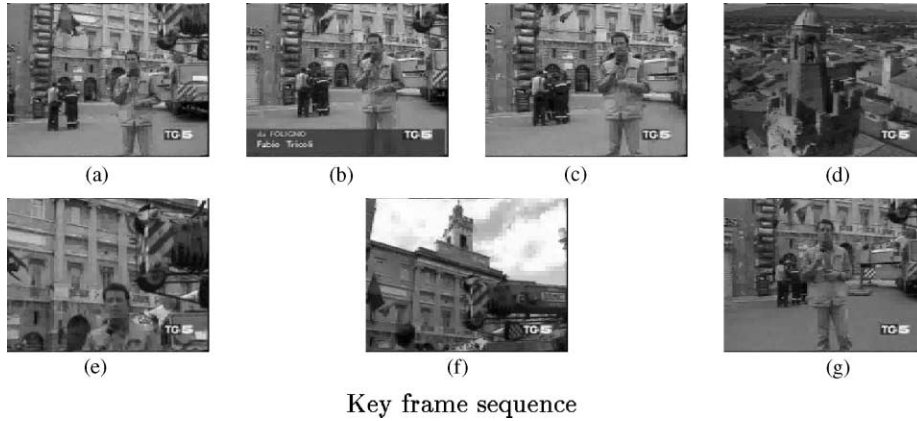 TG5
da FOLIGNO
Fabio Tricoli
TG5
TG5
TG5
(a)
(b)
(c)
(d)
TG5
TG5
TG5
(e)
(f)
(g)
Key frame sequence